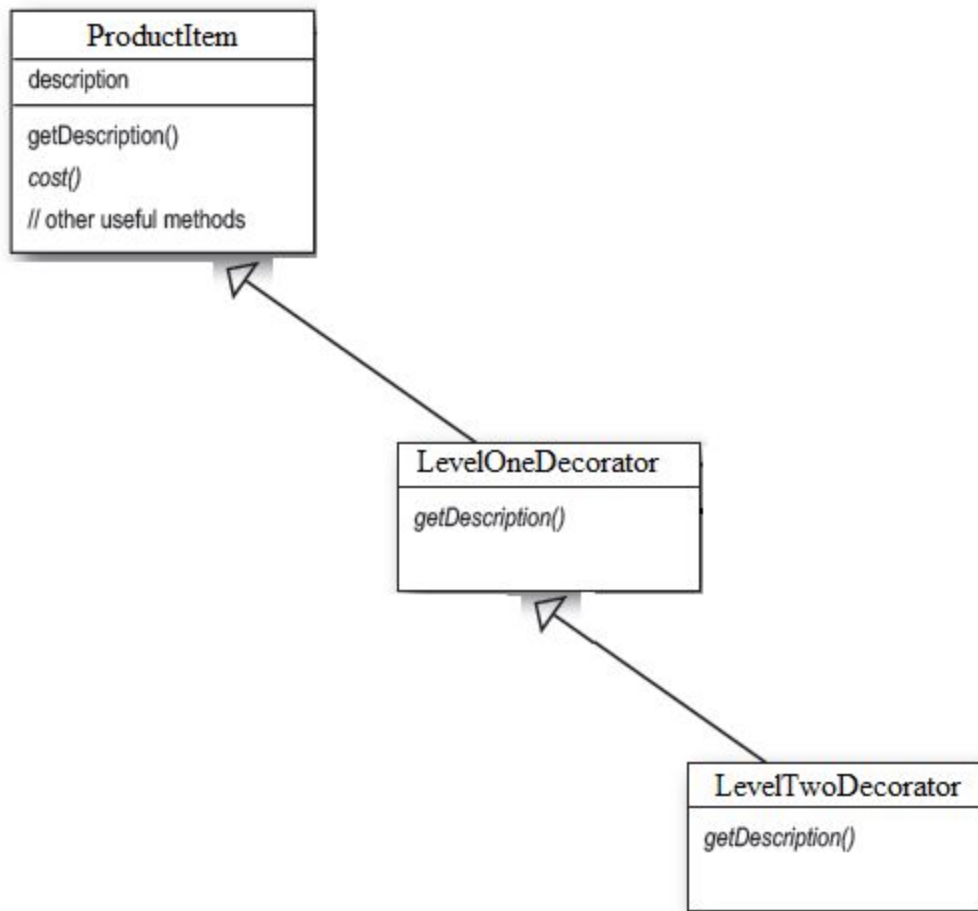 ProductItem
description
getDescription()
cost()
// other useful methods
LevelOneDecorator
getDescription()
LevelTwoDecorator
getDescription()